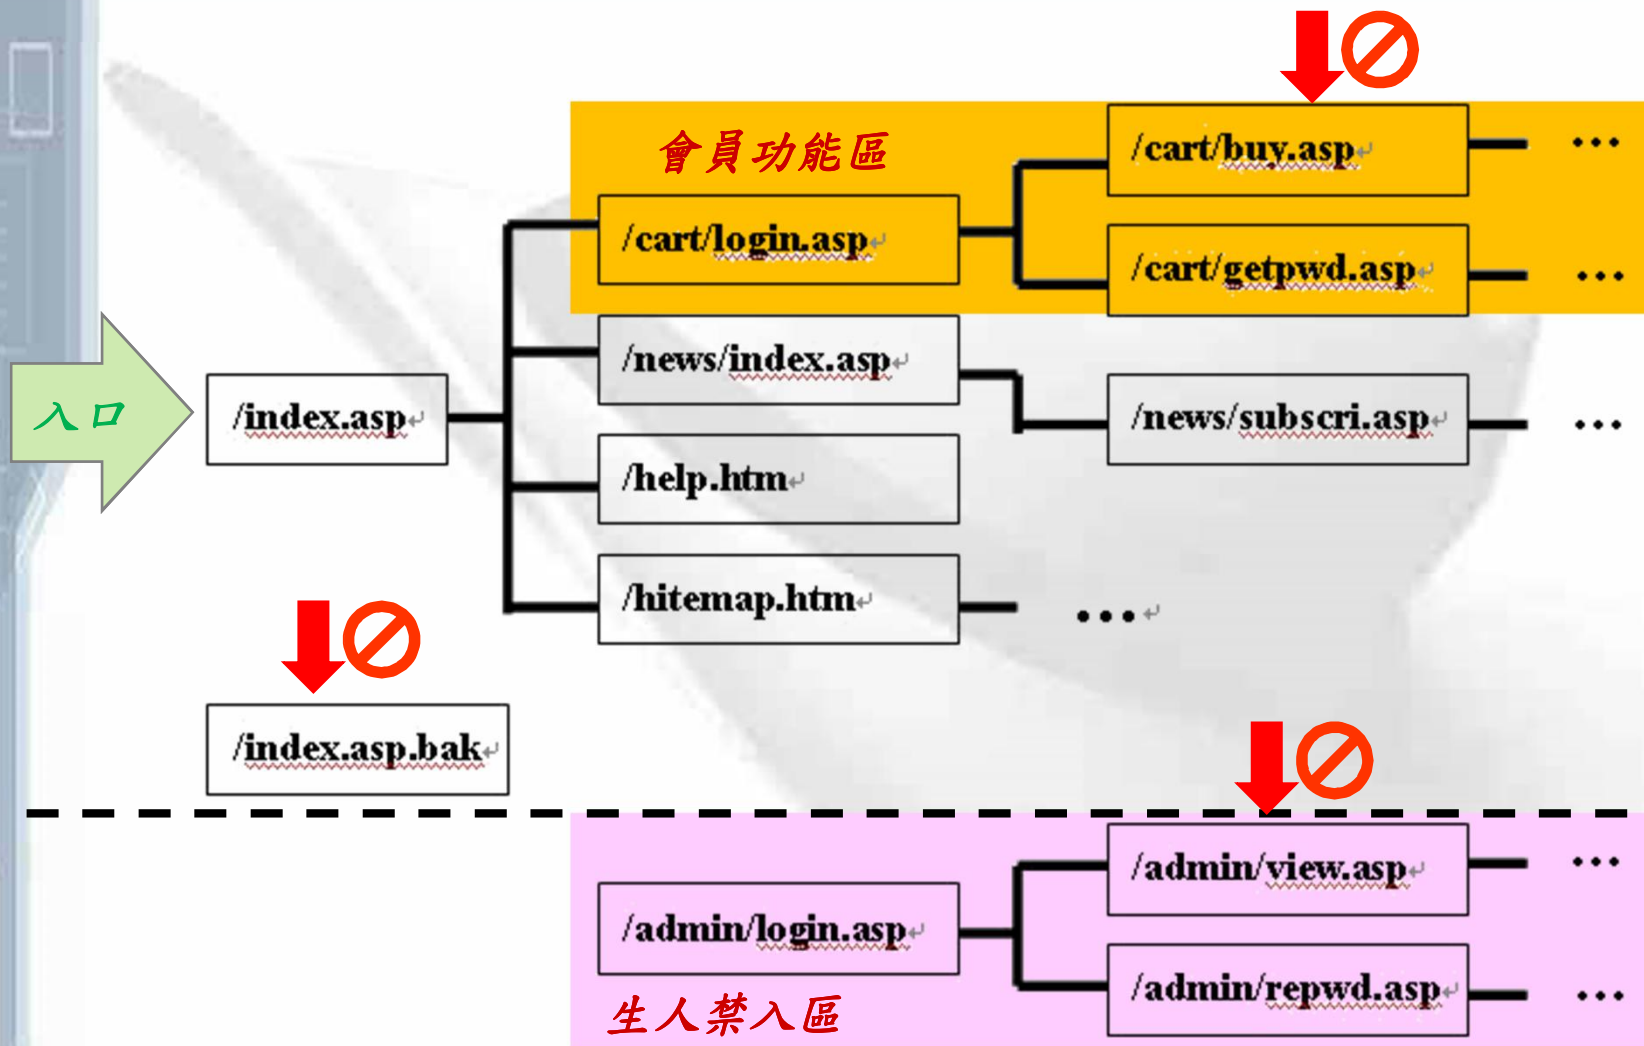 會員功能區
/cart/buy.asp
...
/cart/login.asp
/cart/getpwd.asp
...
/news/index.asp
入口
/index.asp
/news/subscri.asp
...
/help.htm
/hitemap.htm
...
/index.asp.bak
/admin/view.asp
...
/admin/login.asp
/admin/repwd.asp
...
生人禁入區